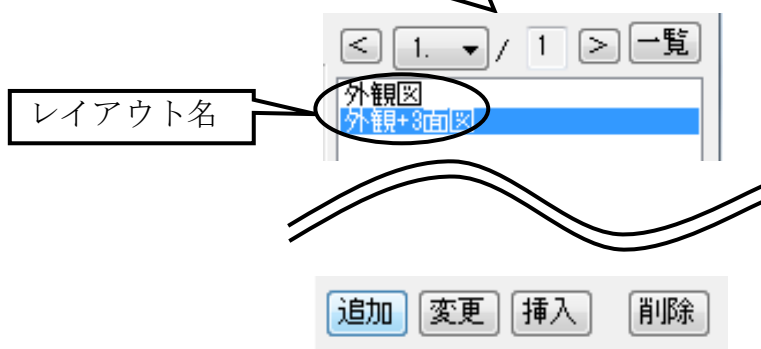 < 1. ▼ / 1 > 一覧
外観図
レイアウト名
外観+3面図
追加 変更 挿入 削除